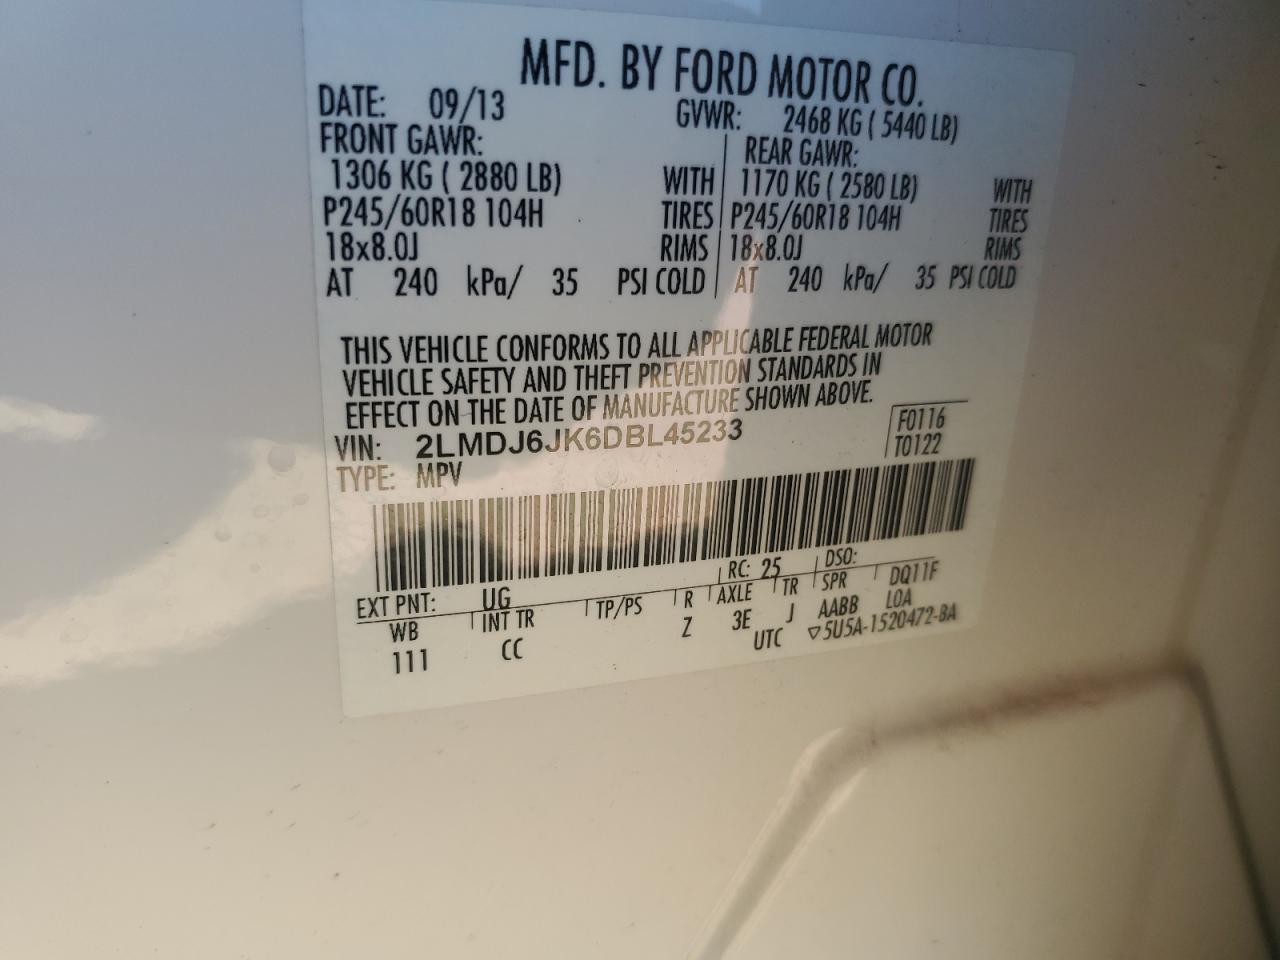 MFD. BY FORD MOTOR CO.
DATE: 09/13 GVWR: 2468 KG ( 5440 LB)
FRONT GAWR: REAR GAWR:
1306 KG ( 2880 LB) WITH 1170 KG ( 2580 LB) WITH
P245/60R18 104H TIRES P245/60R18 104H TIRES
18x8.0J RIMS 18x8.0J RIMS
AT 240 kPa/ 35 PSI COLD AT 240 kPa/ 35 PSI COLD
THIS VEHICLE CONFORMS TO ALL APPLICABLE FEDERAL MOTOR
VEHICLE SAFETY AND THEFT PREVENTION STANDARDS IN
EFFECT ON THE DATE OF MANUFACTURE SHOWN ABOVE.
VIN: 2LMDJ6JK6DBL45233 F0116
TYPE: MPV T0122
EXT PNT: UG RC: 25 DSO:
WB INT TR TP/PS R AXLE TR SPR DQ11F
111 CC Z 3E J AABB LOA
UTC ▽5U5A-1520472-BA